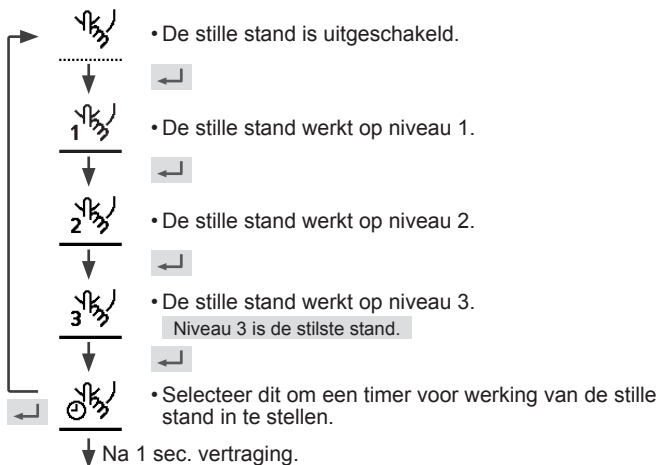 • De stille stand is uitgeschakeld.
1
• De stille stand werkt op niveau 1.
2
• De stille stand werkt op niveau 2.
3
• De stille stand werkt op niveau 3.
Niveau 3 is de stilste stand.
• Selecteer dit om een timer voor werking van de stille
stand in te stellen.
Na 1 sec. vertraging.